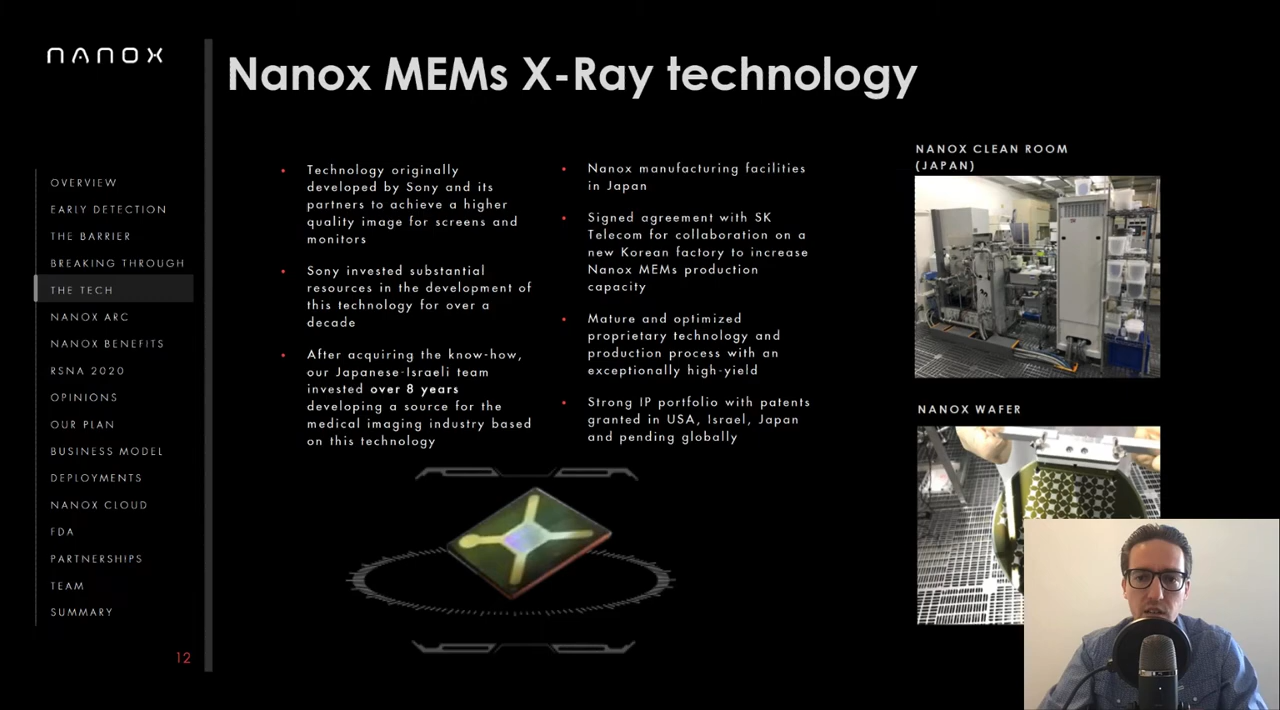 NANOX
Nanox MEMs X-Ray technology
OVERVIEW
EARLY DETECTION
THE BARRIER
BREAKING THROUGH
THE TECH
NANOX ARC
NANOX BENEFITS
RSNA 2020
OPINIONS
OUR PLAN
BUSINESS MODEL
DEPLOYMENTS
NANOX CLOUD
FDA
PARTNERSHIPS
TEAM
SUMMARY
12
• Technology originally
developed by Sony and its
partners to achieve a higher
quality image for screens and
monitors
• Sony invested substantial
resources in the development of
this technology for over a
decade
• After acquiring the know-how,
our Japanese-Israeli team
invested over 8 years
developing a source for the
medical imaging industry based
on this technology
• Nanox manufacturing facilities
in Japan
• Signed agreement with SK
Telecom for collaboration on a
new Korean factory to increase
Nanox MEMs production
capacity
• Mature and optimized
proprietary technology and
production process with an
exceptionally high-yield
• Strong IP portfolio with patents
granted in USA, Israel, Japan
and pending globally
NANOX CLEAN ROOM
(JAPAN)
NANOX WAFER